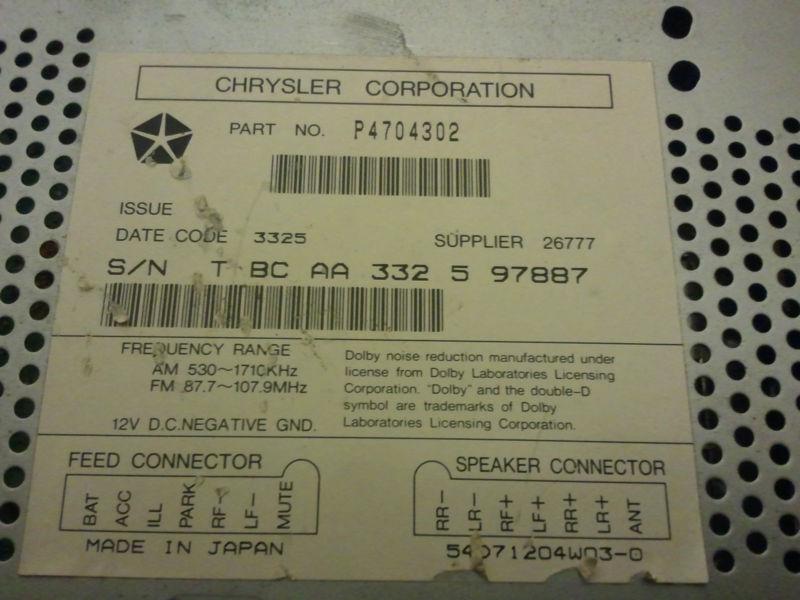 CHRYSLER CORPORATION
PART NO. P4704302
ISSUE
DATE CODE 3325 SUPPLIER 26777
S/N T BC AA 332 5 97887
FREQUENCY RANGE
AM 530~1710KHz
FM 87.7~107.9MHz
12V D.C.NEGATIVE GND.
Dolby noise reduction manufactured under
license from Dolby Laboratories Licensing
Corporation. "Dolby" and the double-D
symbol are trademarks of Dolby
Laboratories Licensing Corporation.
FEED CONNECTOR
BAT ACC ILL PARK RF- LF- MUTE
MADE IN JAPAN
SPEAKER CONNECTOR
RR- LR- RF+ LF+ RR+ LR+ ANT
54071204W03-0